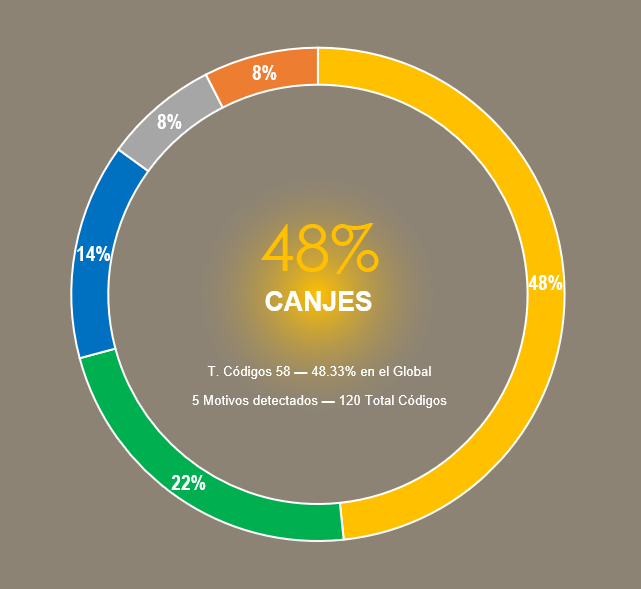 8%
8%
14%
48%
CANJES
48%
T. Códigos 58 — 48.33% en el Global
5 Motivos detectados — 120 Total Códigos
22%